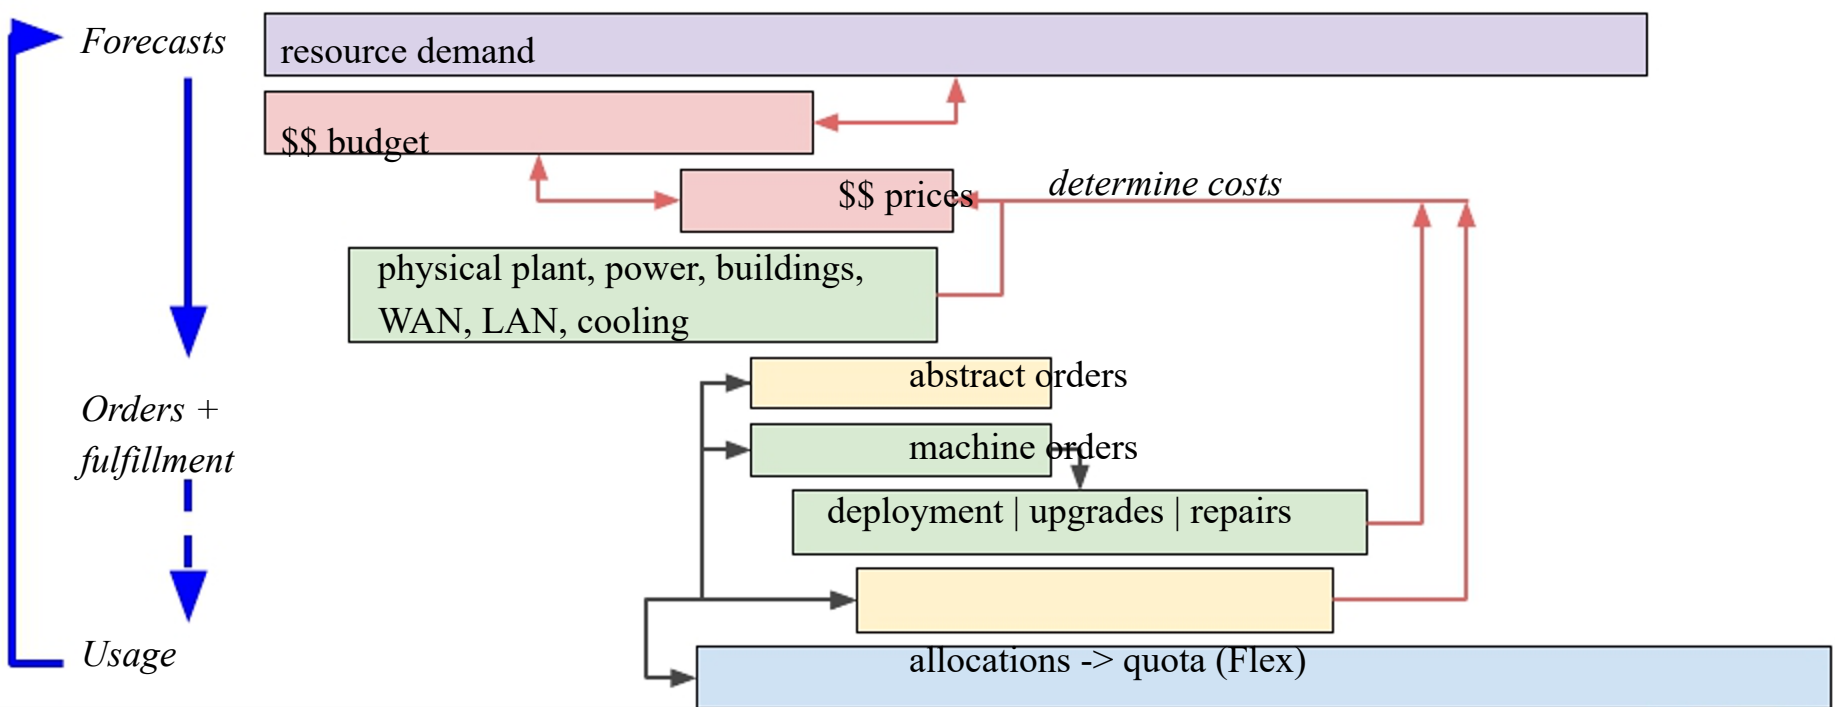 Forecasts
resource demand
$$ budget
$$ prices
determine costs
physical plant, power, buildings,
WAN, LAN, cooling
abstract orders
Orders +
fulfillment
machine orders
deployment | upgrades | repairs
Usage
allocations -> quota (Flex)